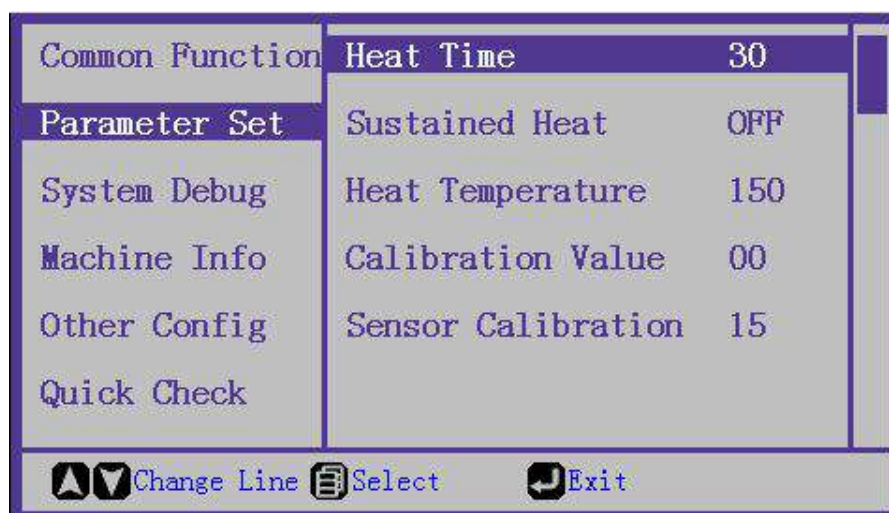 Common Function
Parameter Set
System Debug
Machine Info
Other Config
Quick Check
Heat Time 30
Sustained Heat OFF
Heat Temperature 150
Calibration Value 00
Sensor Calibration 15
Change Line Select Exit